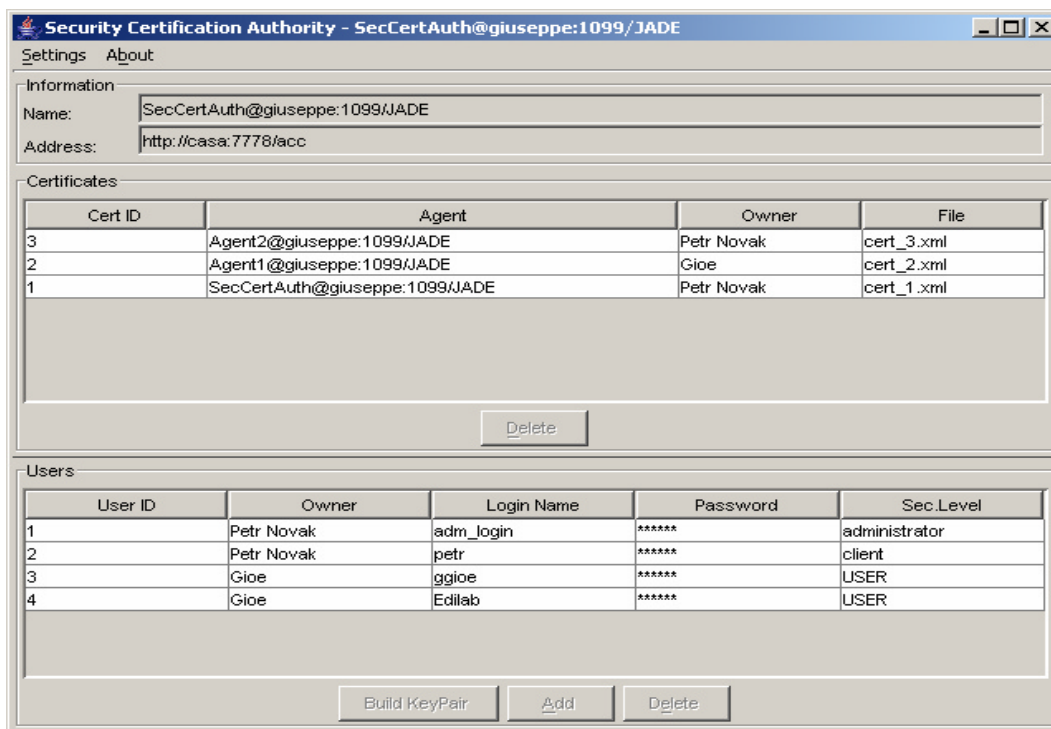 Security Certification Authority - SecCertAuth@giuseppe:1099/JADE
Settings About
Information
Name: SecCertAuth@giuseppe:1099/JADE
Address: http://casa:7778/acc
Certificates
Cert ID Agent Owner File
3 Agent2@giuseppe:1099/JADE Petr Novak cert_3.xml
2 Agent1@giuseppe:1099/JADE Gioe cert_2.xml
1 SecCertAuth@giuseppe:1099/JADE Petr Novak cert_1.xml
Delete
Users
User ID Owner Login Name Password Sec.Level
1 Petr Novak adm_login ****** administrator
2 Petr Novak petr ****** client
3 Gioe ggioe ****** USER
4 Gioe Edilab ****** USER
Build KeyPair Add Delete